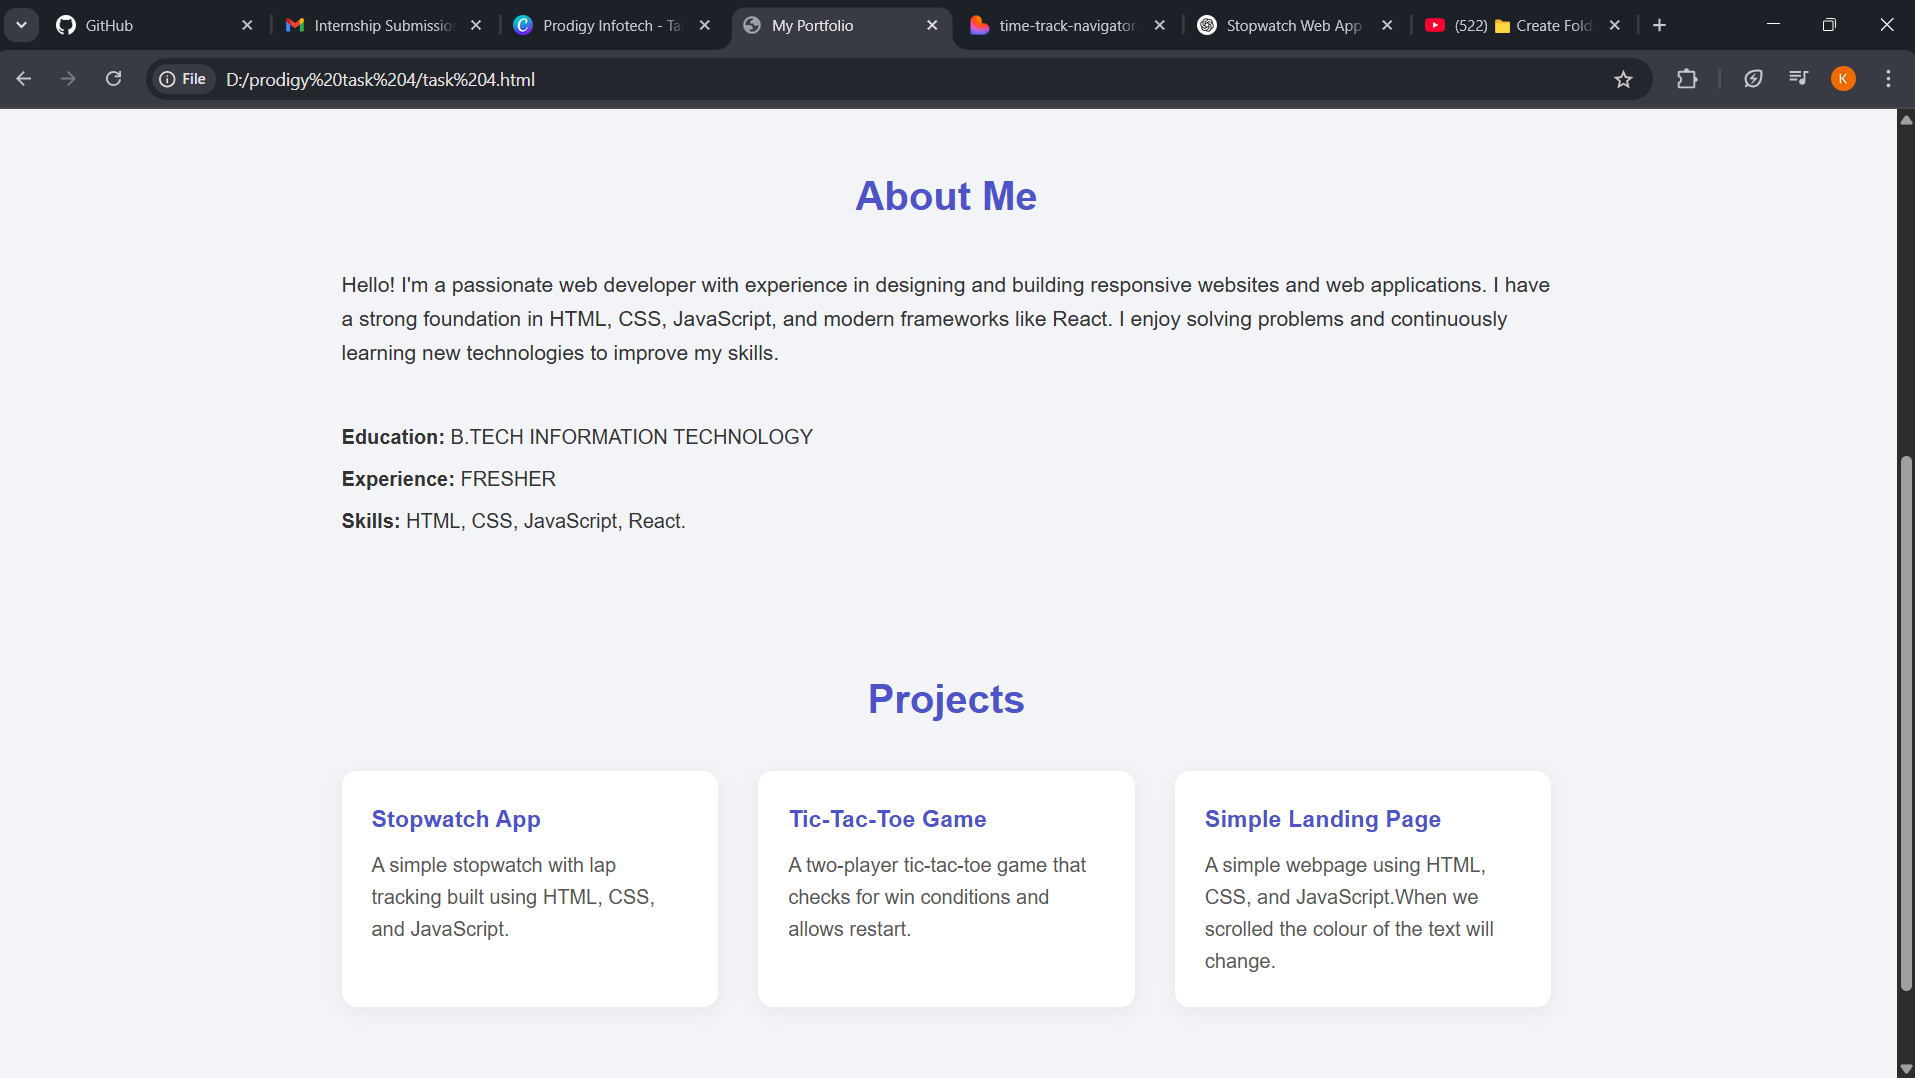 GitHub
Internship Submissio
Prodigy Infotech - Ta
My Portfolio
time-track-navigator
Stopwatch Web App
(522) 📁 Create Fold
File
D:/prodigy%20task%204/task%204.html
K
About Me
Hello! I'm a passionate web developer with experience in designing and building responsive websites and web applications. I have
a strong foundation in HTML, CSS, JavaScript, and modern frameworks like React. I enjoy solving problems and continuously
learning new technologies to improve my skills.
Education: B.TECH INFORMATION TECHNOLOGY
Experience: FRESHER
Skills: HTML, CSS, JavaScript, React.
Projects
Stopwatch App
A simple stopwatch with lap
tracking built using HTML, CSS,
and JavaScript.
Tic-Tac-Toe Game
A two-player tic-tac-toe game that
checks for win conditions and
allows restart.
Simple Landing Page
A simple webpage using HTML,
CSS, and JavaScript.When we
scrolled the colour of the text will
change.